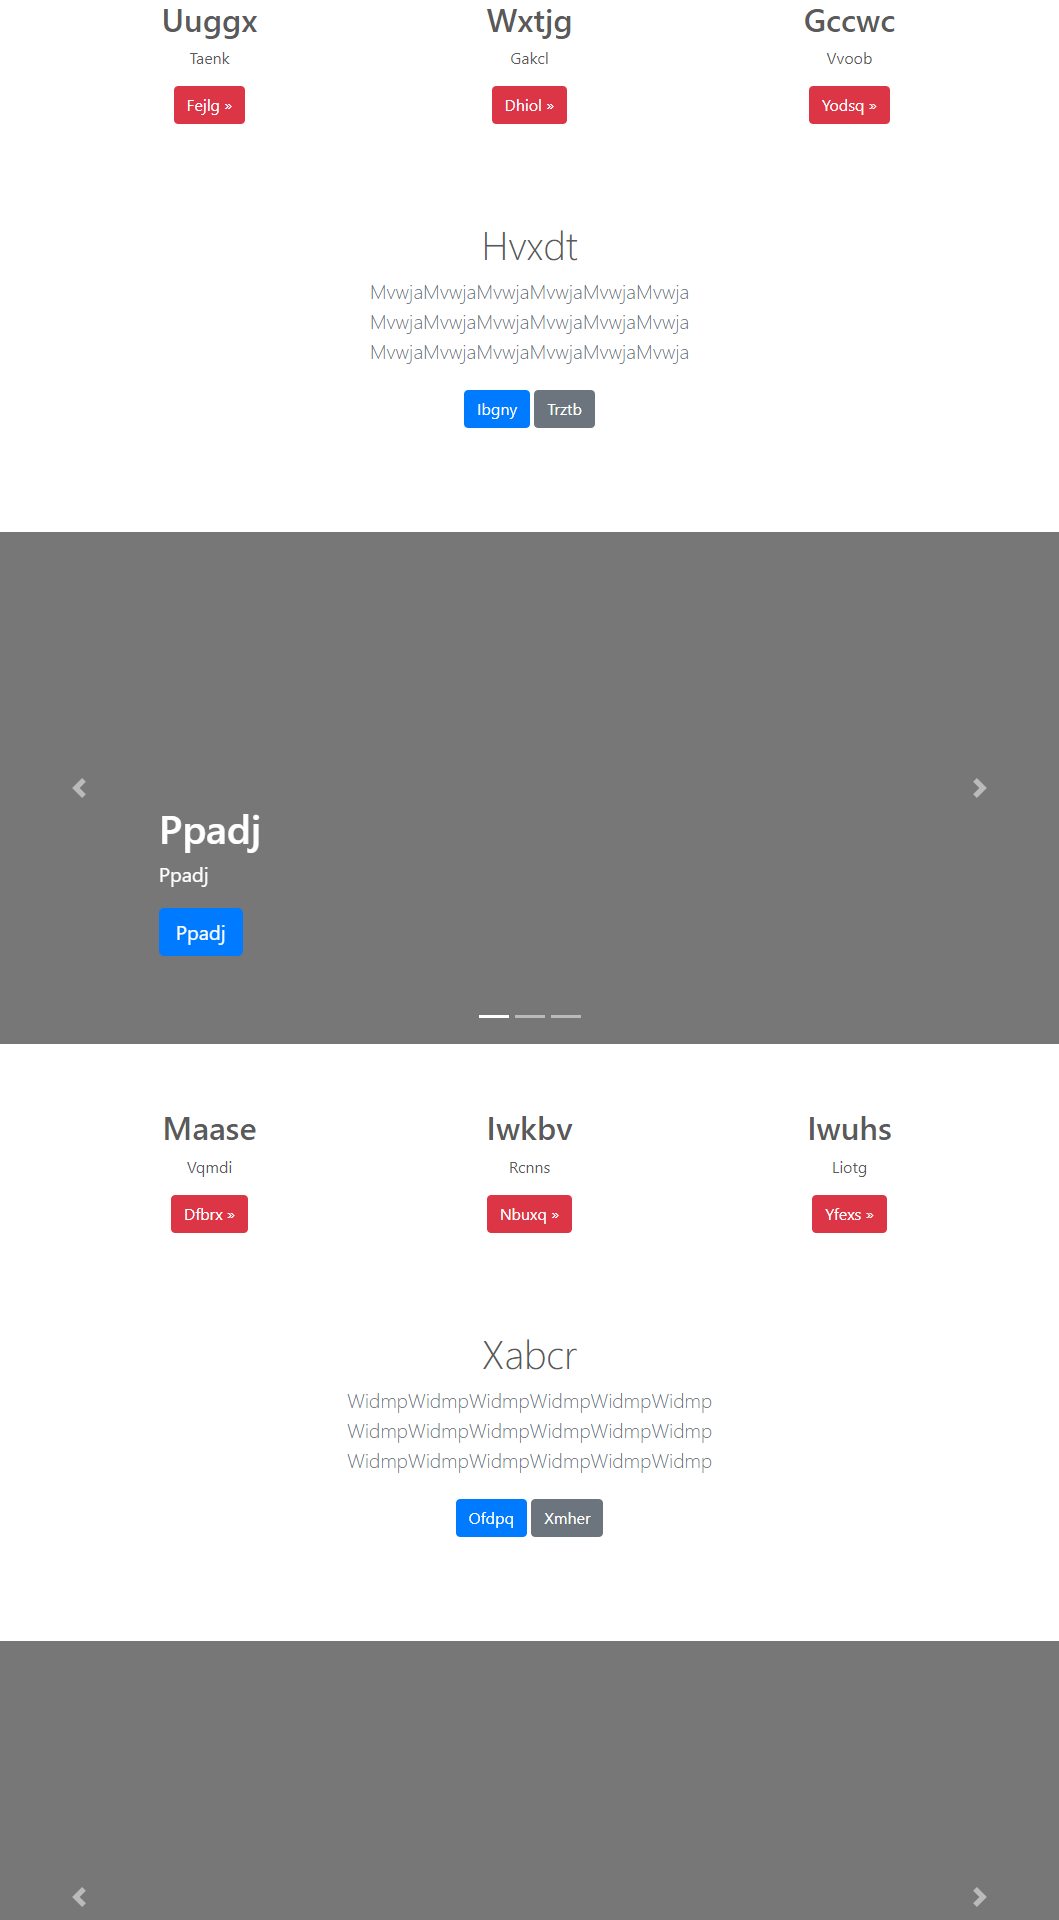 Uuggx Wxtjg Gccwc
Taenk Gakcl Vvoob
Fejlg » Dhiol » Yodsq »
Hvxdt
MvwjaMvwjaMvwjaMvwjaMvwjaMvwja
MvwjaMvwjaMvwjaMvwjaMvwjaMvwja
MvwjaMvwjaMvwjaMvwjaMvwjaMvwja
Ibgny Trztb
Ppadj
Ppadj
Ppadj
Maase Iwkbv Iwuhs
Vqmdi Rcnns Liotg
Dfbrx » Nbuxq » Yfexs »
Xabcr
WidmpWidmpWidmpWidmpWidmpWidmp
WidmpWidmpWidmpWidmpWidmpWidmp
WidmpWidmpWidmpWidmpWidmpWidmp
Ofdpq Xmher